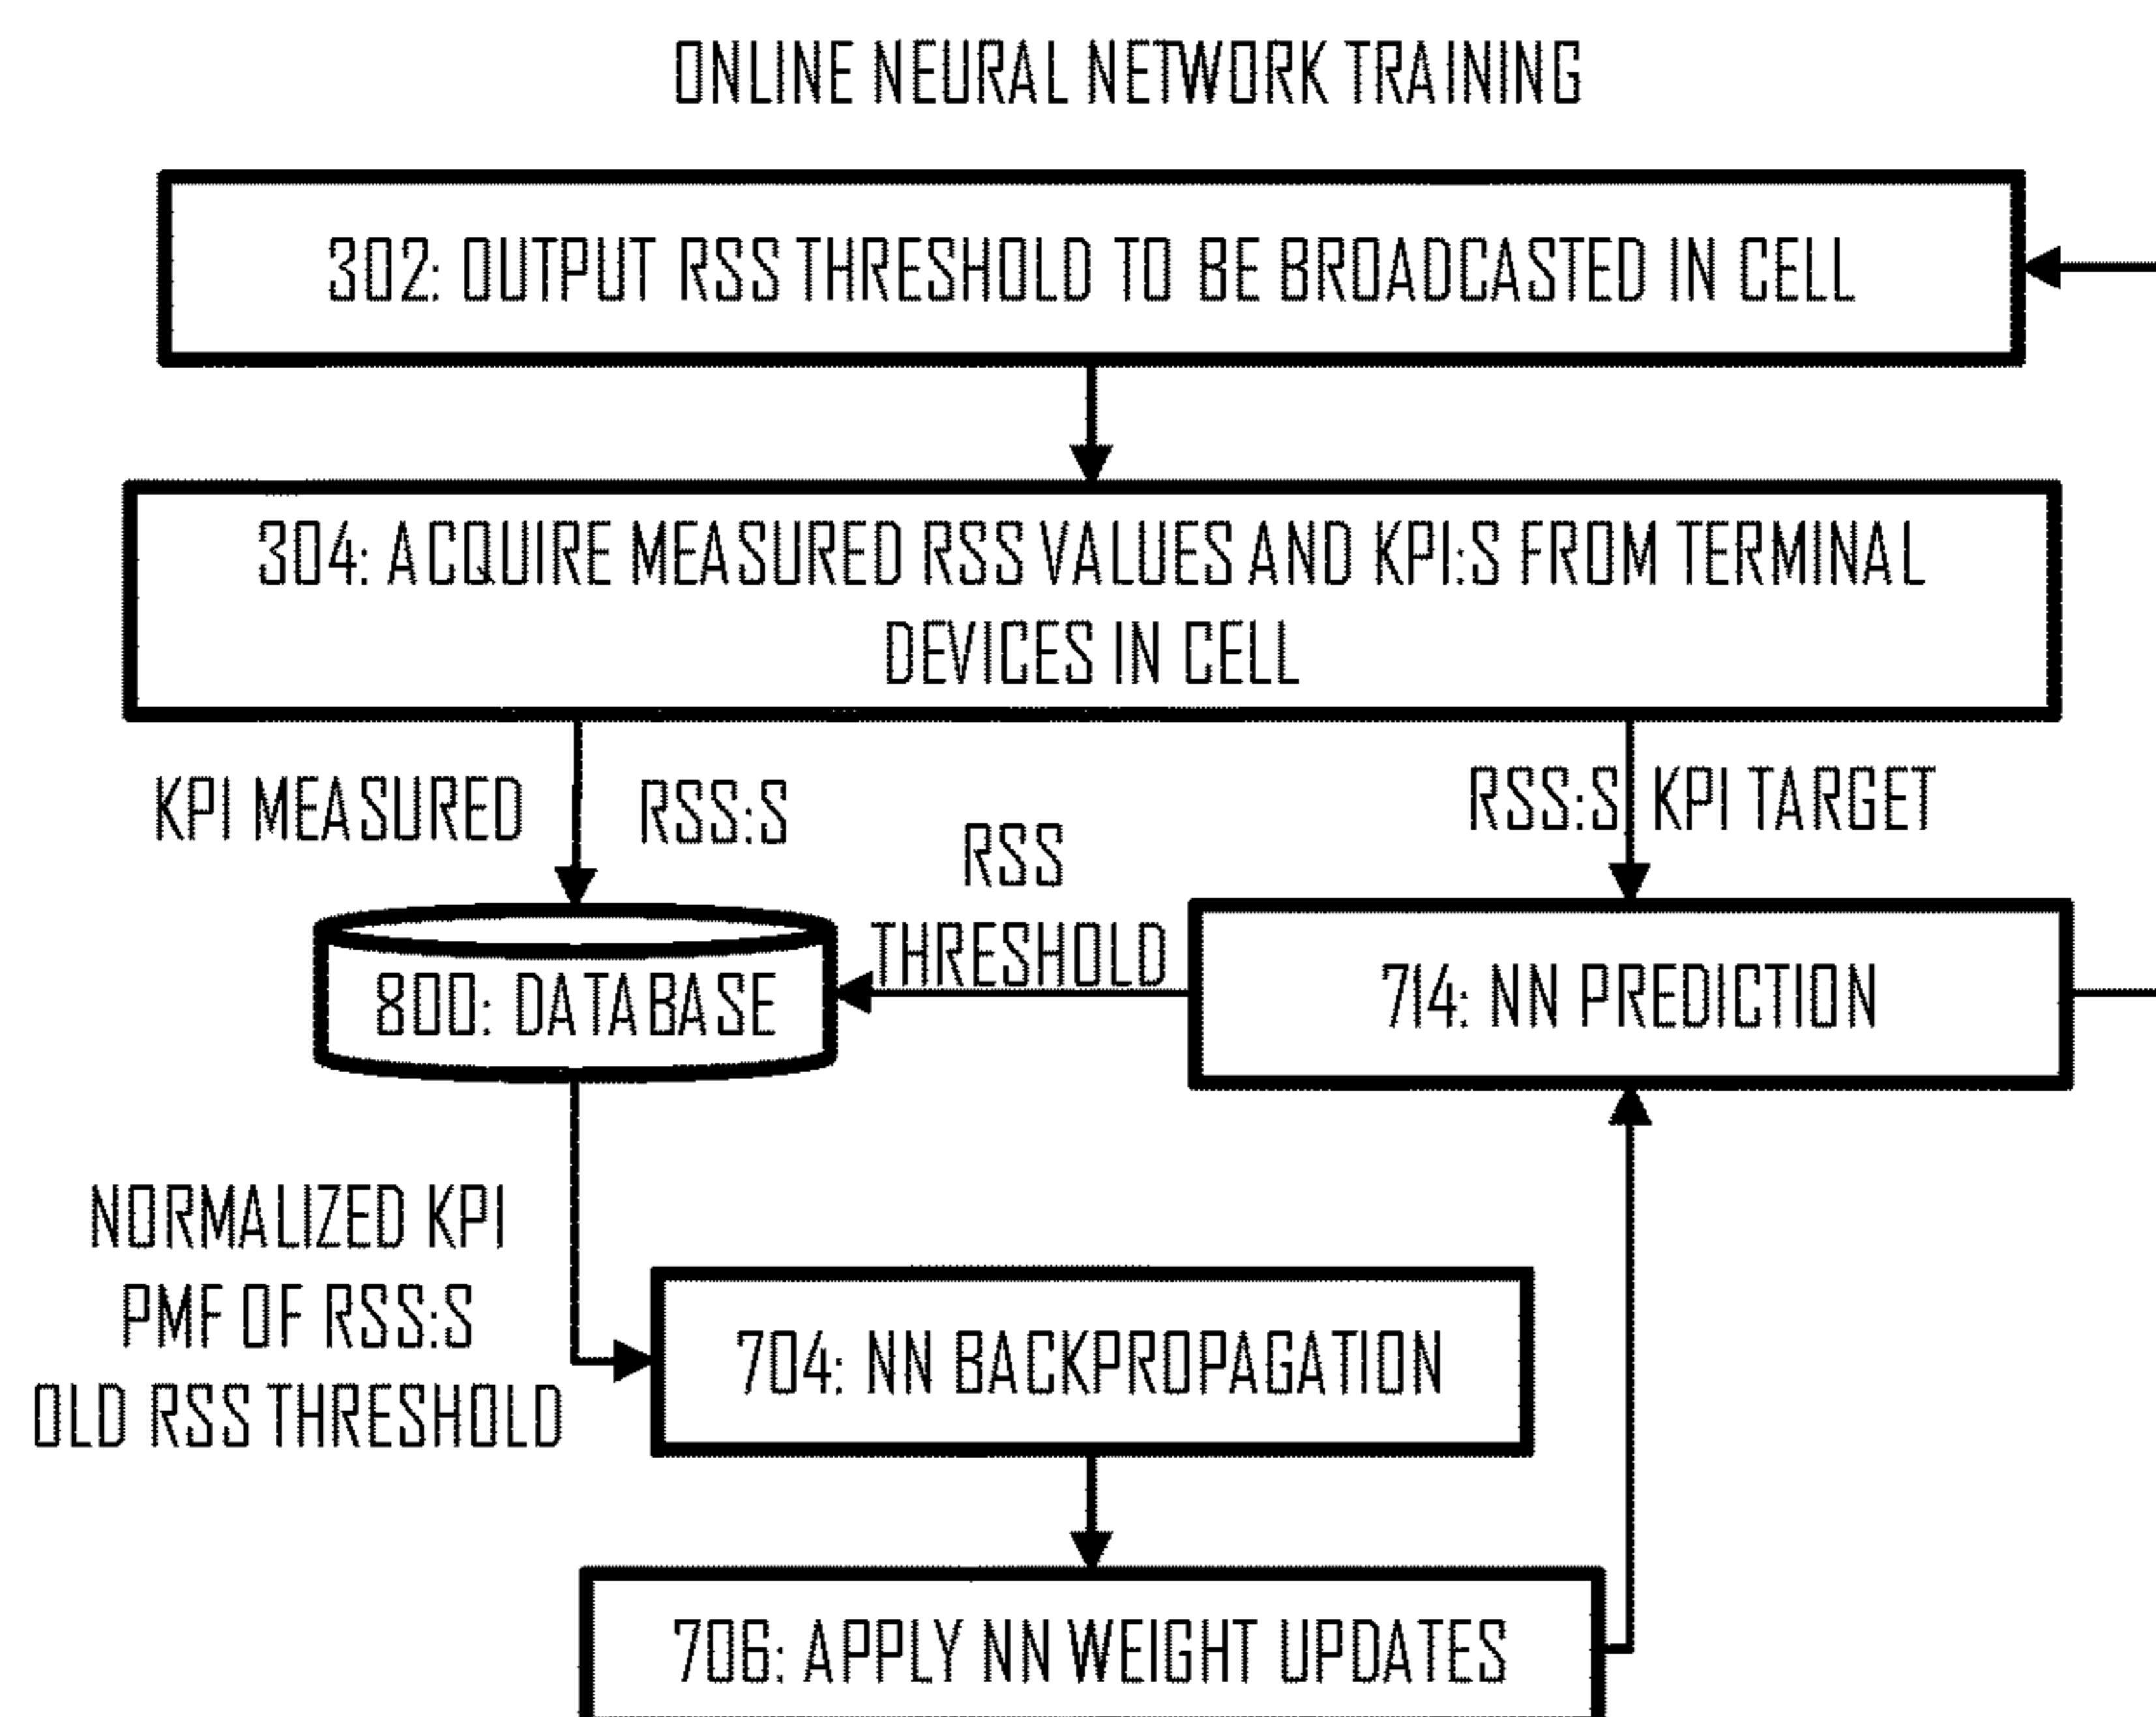 ONLINE NEURAL NETWORK TRAINING
302: OUTPUT RSS THRESHOLD TO BE BROADCASTED IN CELL
304: ACQUIRE MEASURED RSS VALUES AND KPI:S FROM TERMINAL
DEVICES IN CELL
KPI MEASURED
RSS:S
RSS:S KPI TARGET
RSS
THRESHOLD
800: DATABASE
714: NN PREDICTION
NORMALIZED KPI
PMF OF RSS:S
OLD RSS THRESHOLD
704: NN BACKPROPAGATION
706: APPLY NN WEIGHT UPDATES